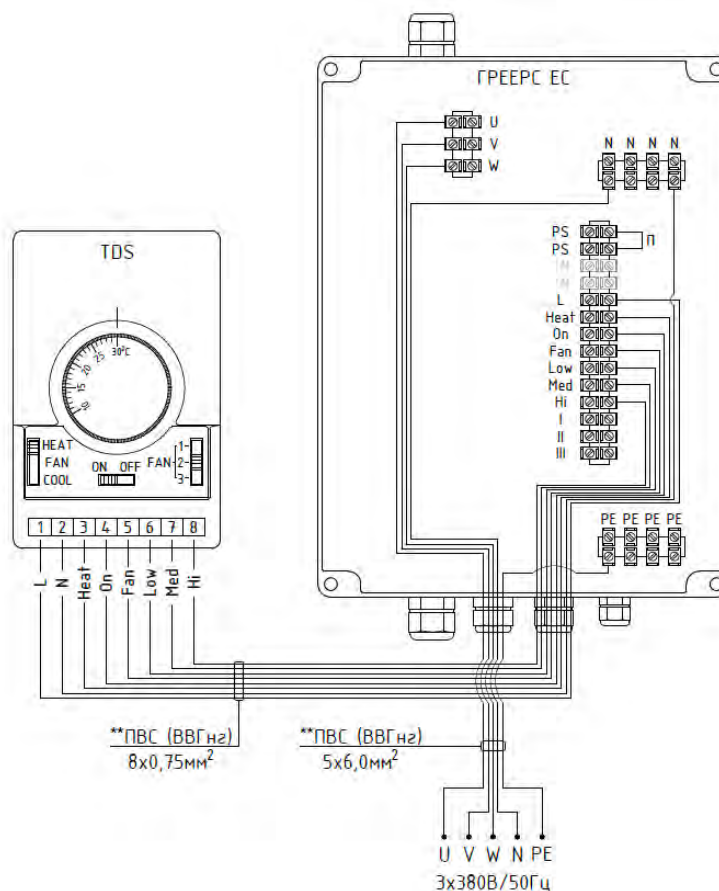 ГРЕЕРС ЕС
U
V
W
N N N N
PS
PS
N
N
L
Heat
On
Fan
Low
Med
Hi
I
II
III
П
PE PE PE PE
TDS
10 15 20 25 30°C
HEAT
FAN
COOL
ON OFF
FAN
1
2
3
1 2 3 4 5 6 7 8
L N Heat On Fan Low Med Hi
**ПВС (ВВГнг)
8х0,75мм²
**ПВС (ВВГнг)
5х6,0мм²
U V W N PE
3х380В/50Гц